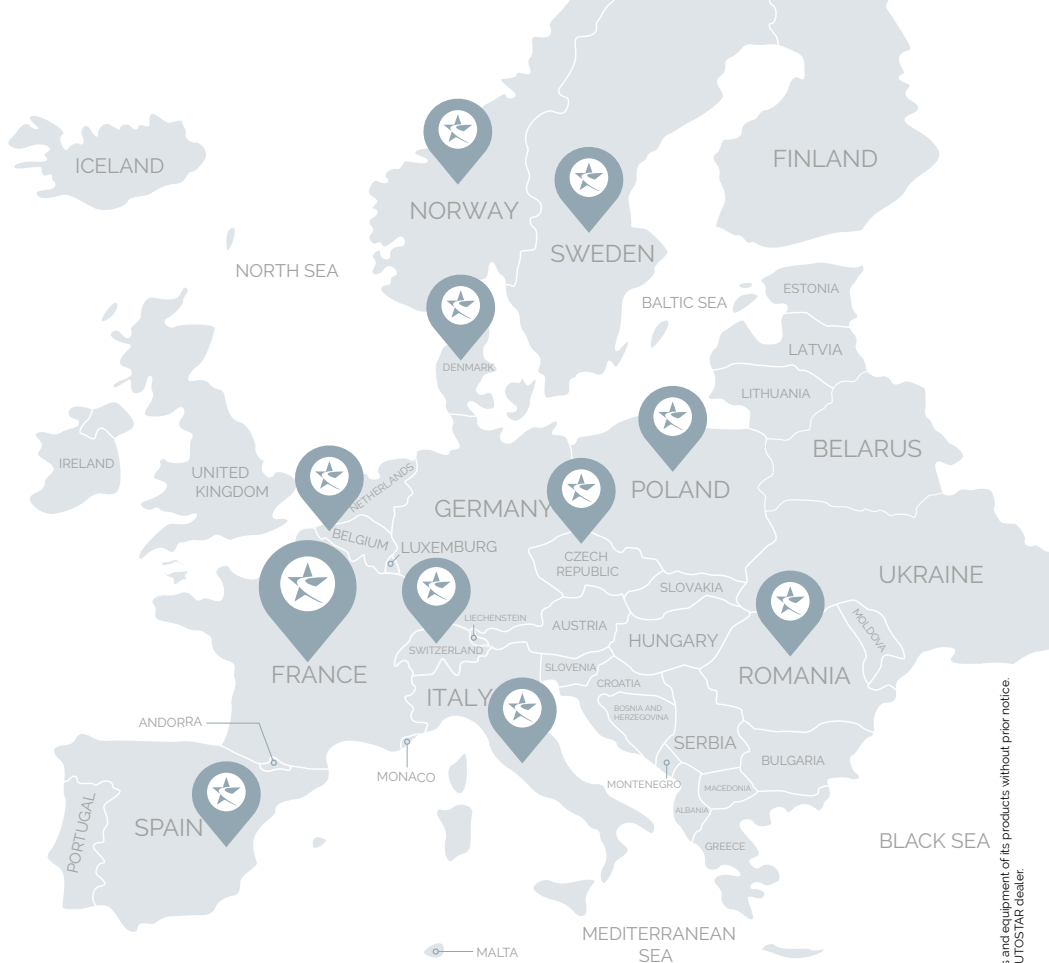 ICELAND
FINLAND
NORWAY
SWEDEN
NORTH SEA
ESTONIA
BALTIC SEA
LATVIA
DENMARK
LITHUANIA
BELARUS
IRELAND
UNITED
KINGDOM
NETHERLANDS
GERMANY
POLAND
BELGIUM
LUXEMBURG
CZECH
REPUBLIC
UKRAINE
SLOVAKIA
LIECHENSTEIN
AUSTRIA
MOLDOVA
HUNGARY
SWITZERLAND
SLOVENIA
FRANCE
ROMANIA
CROATIA
ITALY
BOSNIA AND
HERZEGOVINA
ANDORRA
SERBIA
BULGARIA
MONACO
MONTENEGRO
MACEDONIA
ALBANIA
PORTUGAL
SPAIN
GREECE
BLACK SEA
MEDITERRANEAN
SEA
MALTA
and equipment of its products without prior notice.
UTOSTAR dealer.